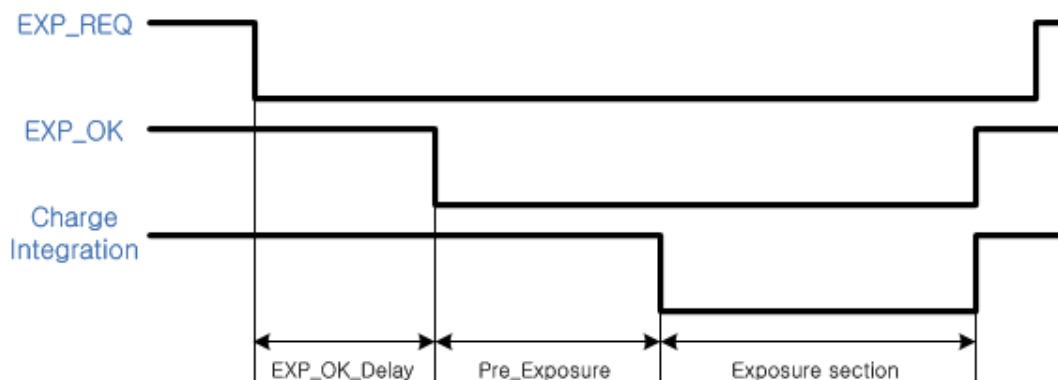 EXP_REQ
EXP_OK
Charge
Integration
EXP_OK_Delay
Pre_Exposure
Exposure section